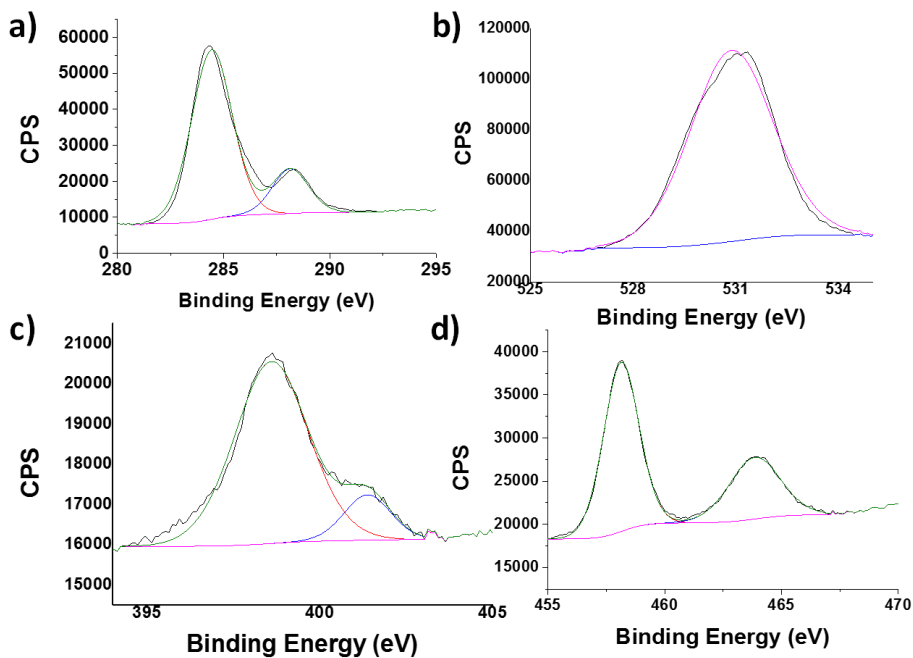 a)
60000
50000
40000
30000
20000
10000
0
CPS
280 285 290 295
Binding Energy (eV)
b)
120000
100000
80000
60000
40000
20000
CPS
525 528 531 534
Binding Energy (eV)
c)
21000
20000
19000
18000
17000
16000
15000
CPS
395 400 405
Binding Energy (eV)
d)
40000
35000
30000
25000
20000
15000
CPS
455 460 465 470
Binding Energy (eV)